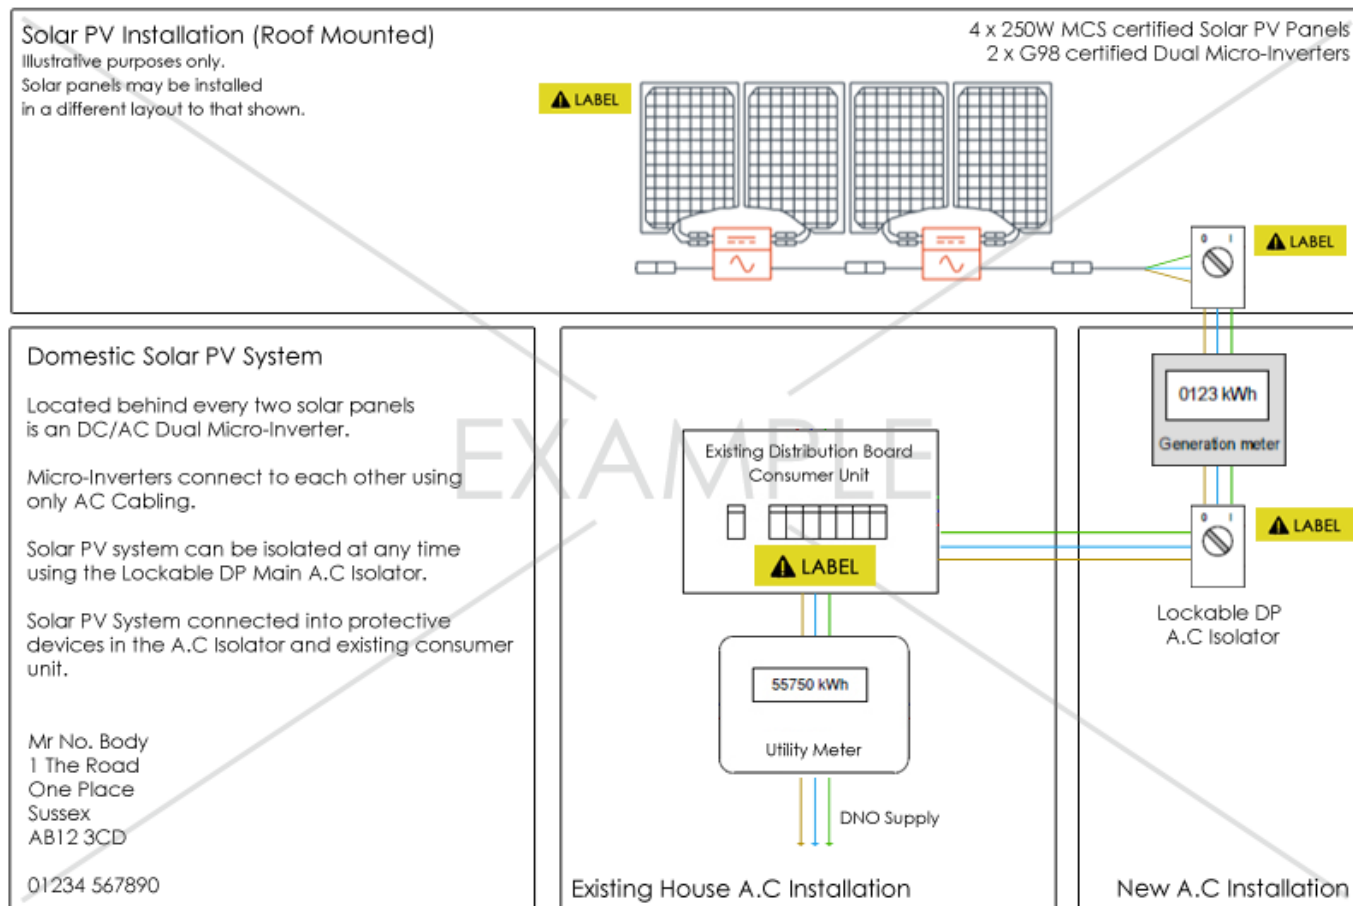 Solar PV Installation (Roof Mounted)
Illustrative purposes only.
Solar panels may be installed
in a different layout to that shown.
4 x 250W MCS certified Solar PV Panels
2 x G98 certified Dual Micro-Inverters
LABEL
0 I
LABEL
Domestic Solar PV System
Located behind every two solar panels
is an DC/AC Dual Micro-Inverter.
Micro-Inverters connect to each other using
only AC Cabling.
Solar PV system can be isolated at any time
using the Lockable DP Main A.C Isolator.
Solar PV System connected into protective
devices in the A.C Isolator and existing consumer
unit.
Mr No. Body
1 The Road
One Place
Sussex
AB12 3CD
01234 567890
EXAMPLE
Existing Distribution Board
Consumer Unit
LABEL
55750 kWh
Utility Meter
DNO Supply
Existing House A.C Installation
0123 kWh
Generation meter
0 I
LABEL
Lockable DP
A.C Isolator
New A.C Installation